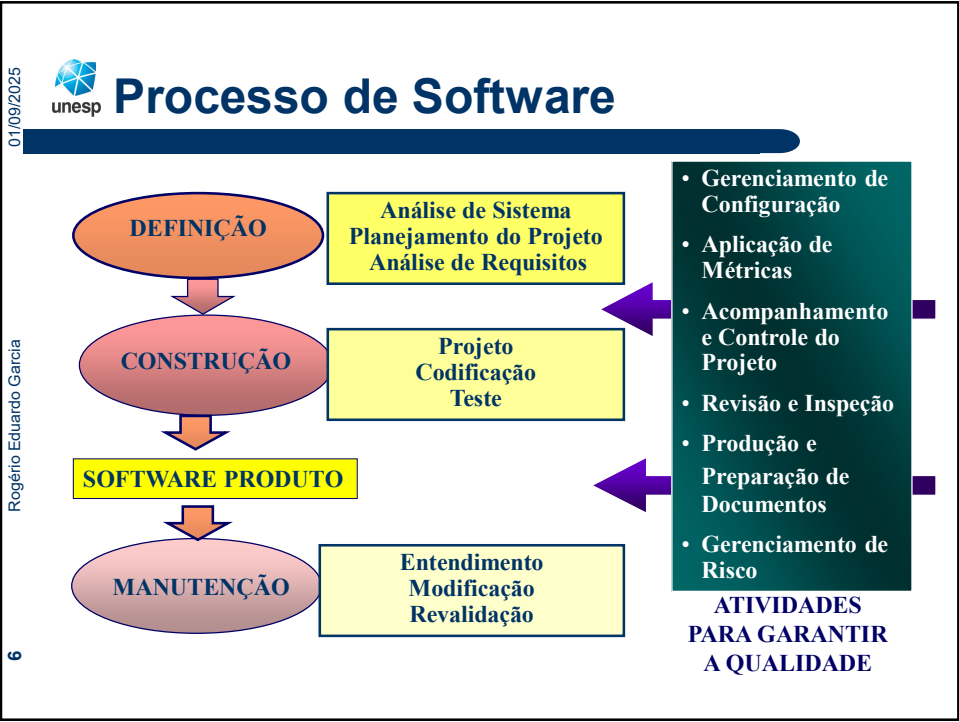 01/09/2025
unesp
Processo de Software
DEFINIÇÃO
Análise de Sistema
Planejamento do Projeto
Análise de Requisitos
CONSTRUÇÃO
Projeto
Codificação
Teste
SOFTWARE PRODUTO
MANUTENÇÃO
Entendimento
Modificação
Revalidação
• Gerenciamento de
Configuração
• Aplicação de
Métricas
• Acompanhamento
e Controle do
Projeto
• Revisão e Inspeção
• Produção e
Preparação de
Documentos
• Gerenciamento de
Risco
ATIVIDADES
PARA GARANTIR
A QUALIDADE
Rogério Eduardo Garcia
6